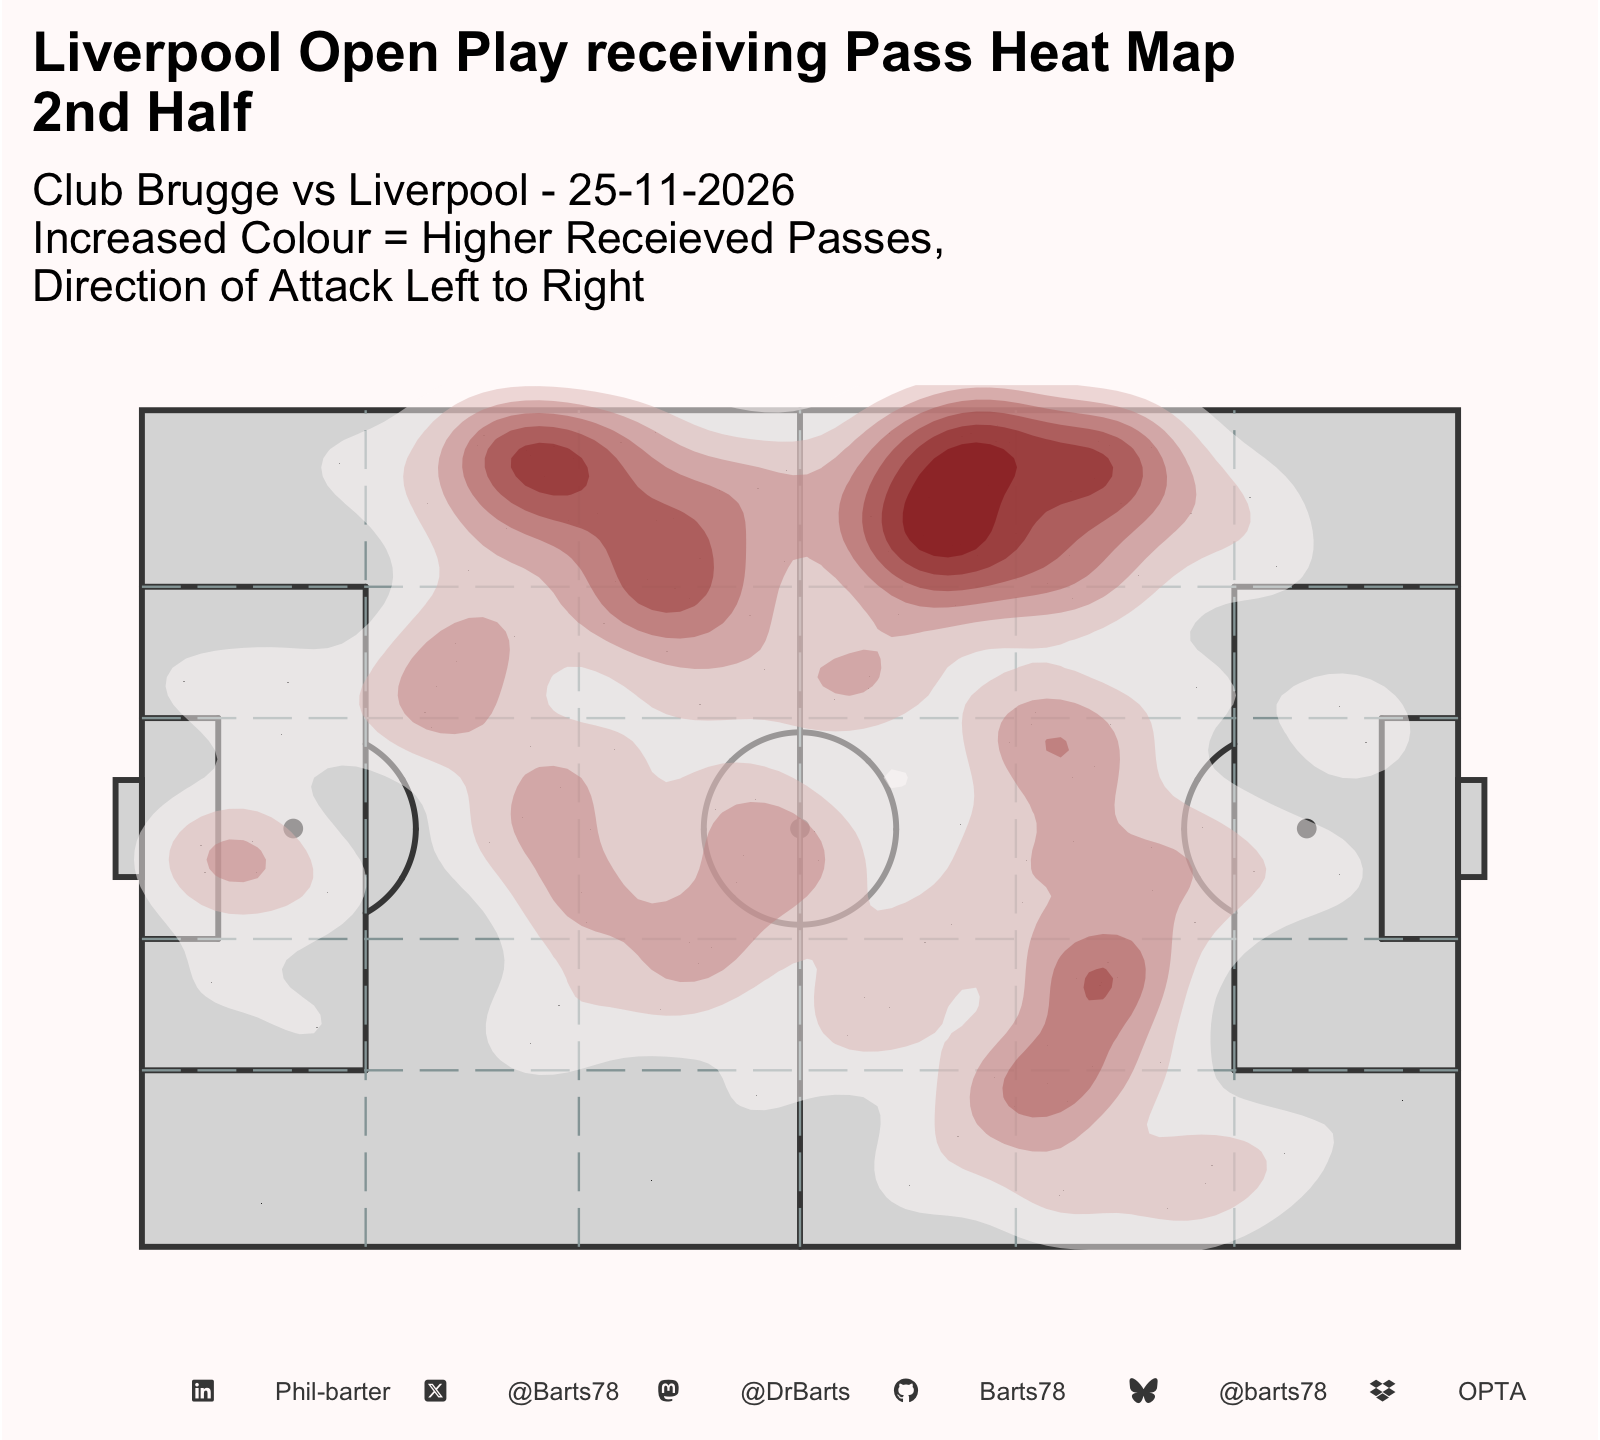 Liverpool Open Play receiving Pass Heat Map
2nd Half
Club Brugge vs Liverpool - 25-11-2026
Increased Colour = Higher Receieved Passes,
Direction of Attack Left to Right
Phil-barter @Barts78 @DrBarts Barts78 @barts78 OPTA